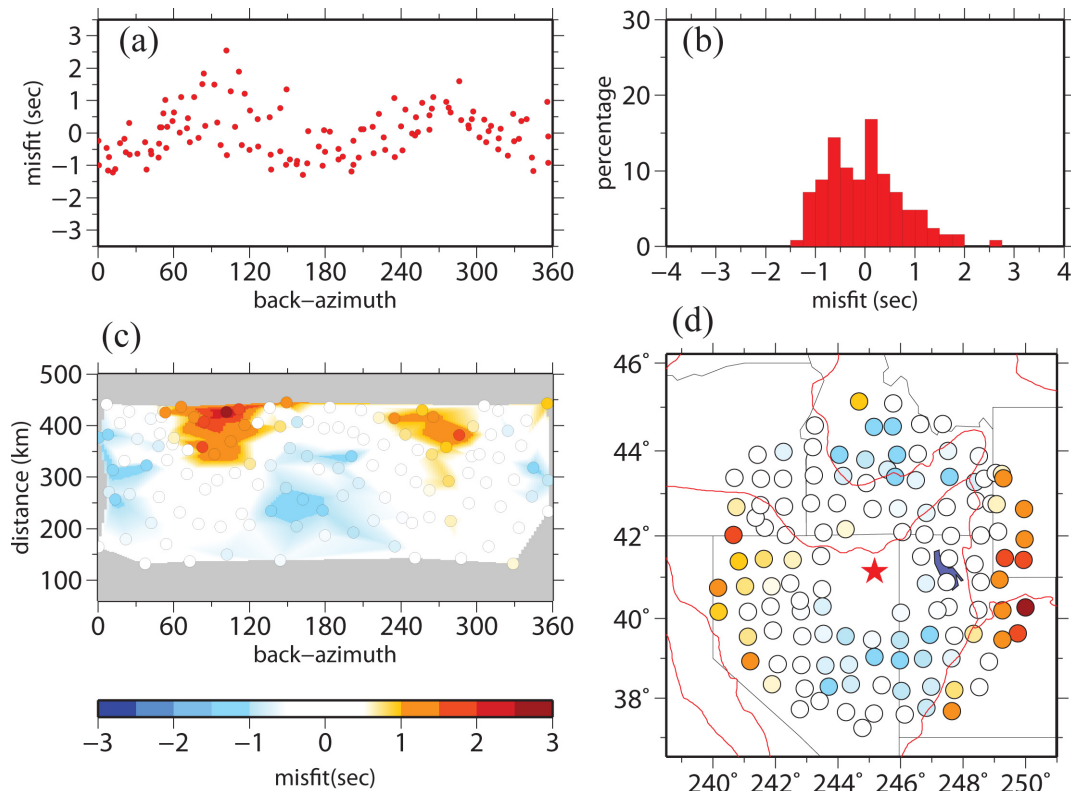 (a)
3
2
1
0
−1
−2
−3
misfit (sec)
0 60 120 180 240 300 360
back−azimuth
(b)
30
20
10
0
percentage
−4 −3 −2 −1 0 1 2 3 4
misfit (sec)
(c)
500
400
300
200
100
distance (km)
0 60 120 180 240 300 360
back−azimuth
−3 −2 −1 0 1 2 3
misfit(sec)
(d)
46°
44°
42°
40°
38°
240° 242° 244° 246° 248° 250°